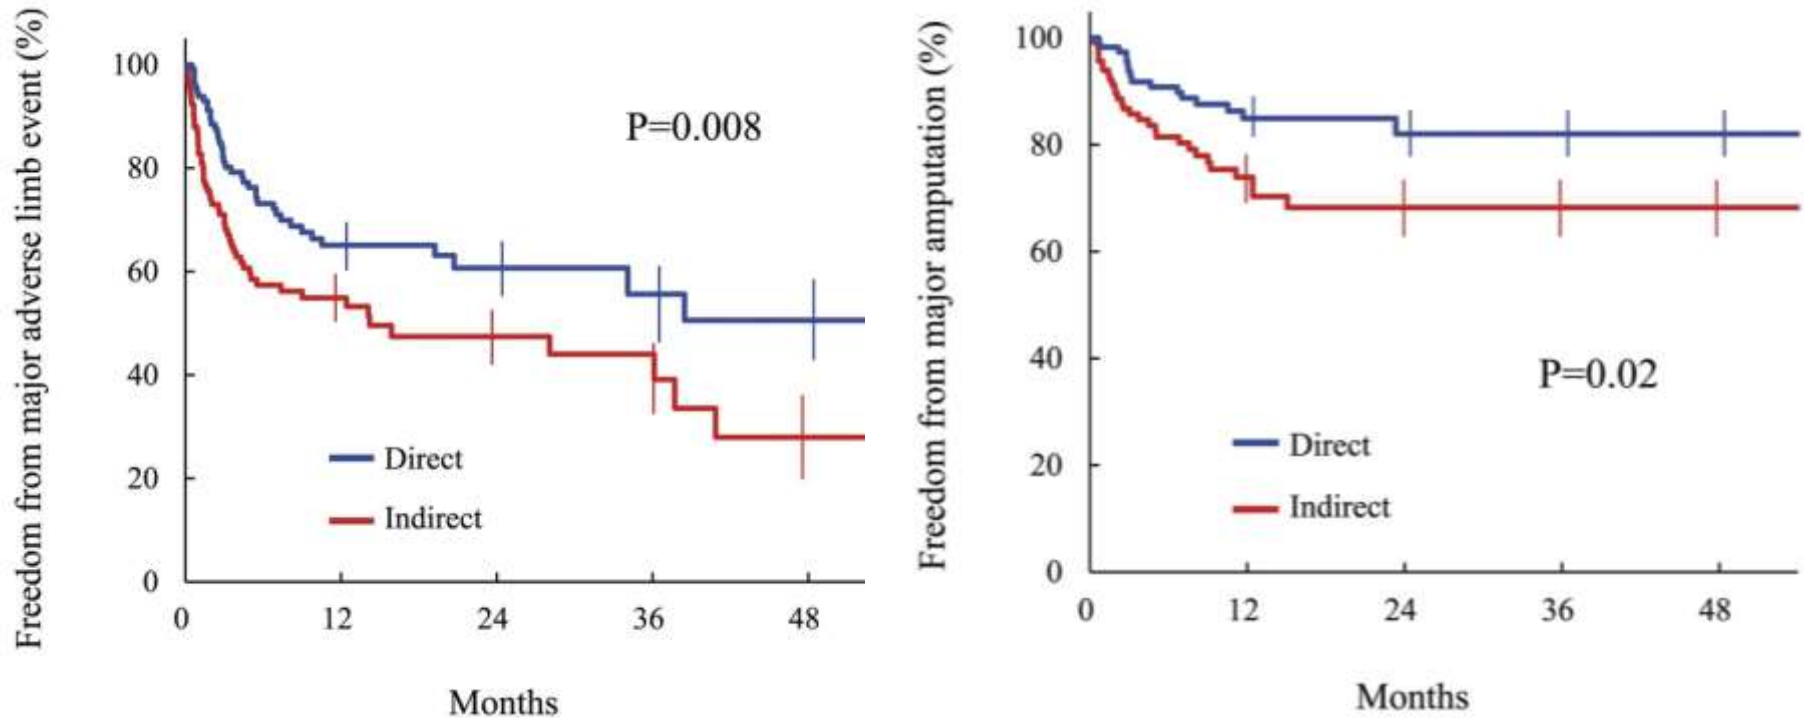 Freedom from major adverse limb event (%)
100
80
60
40
20
0
P=0.008
Direct
Indirect
0 12 24 36 48
Months
Freedom from major amputation (%)
100
80
60
40
20
0
P=0.02
Direct
Indirect
0 12 24 36 48
Months